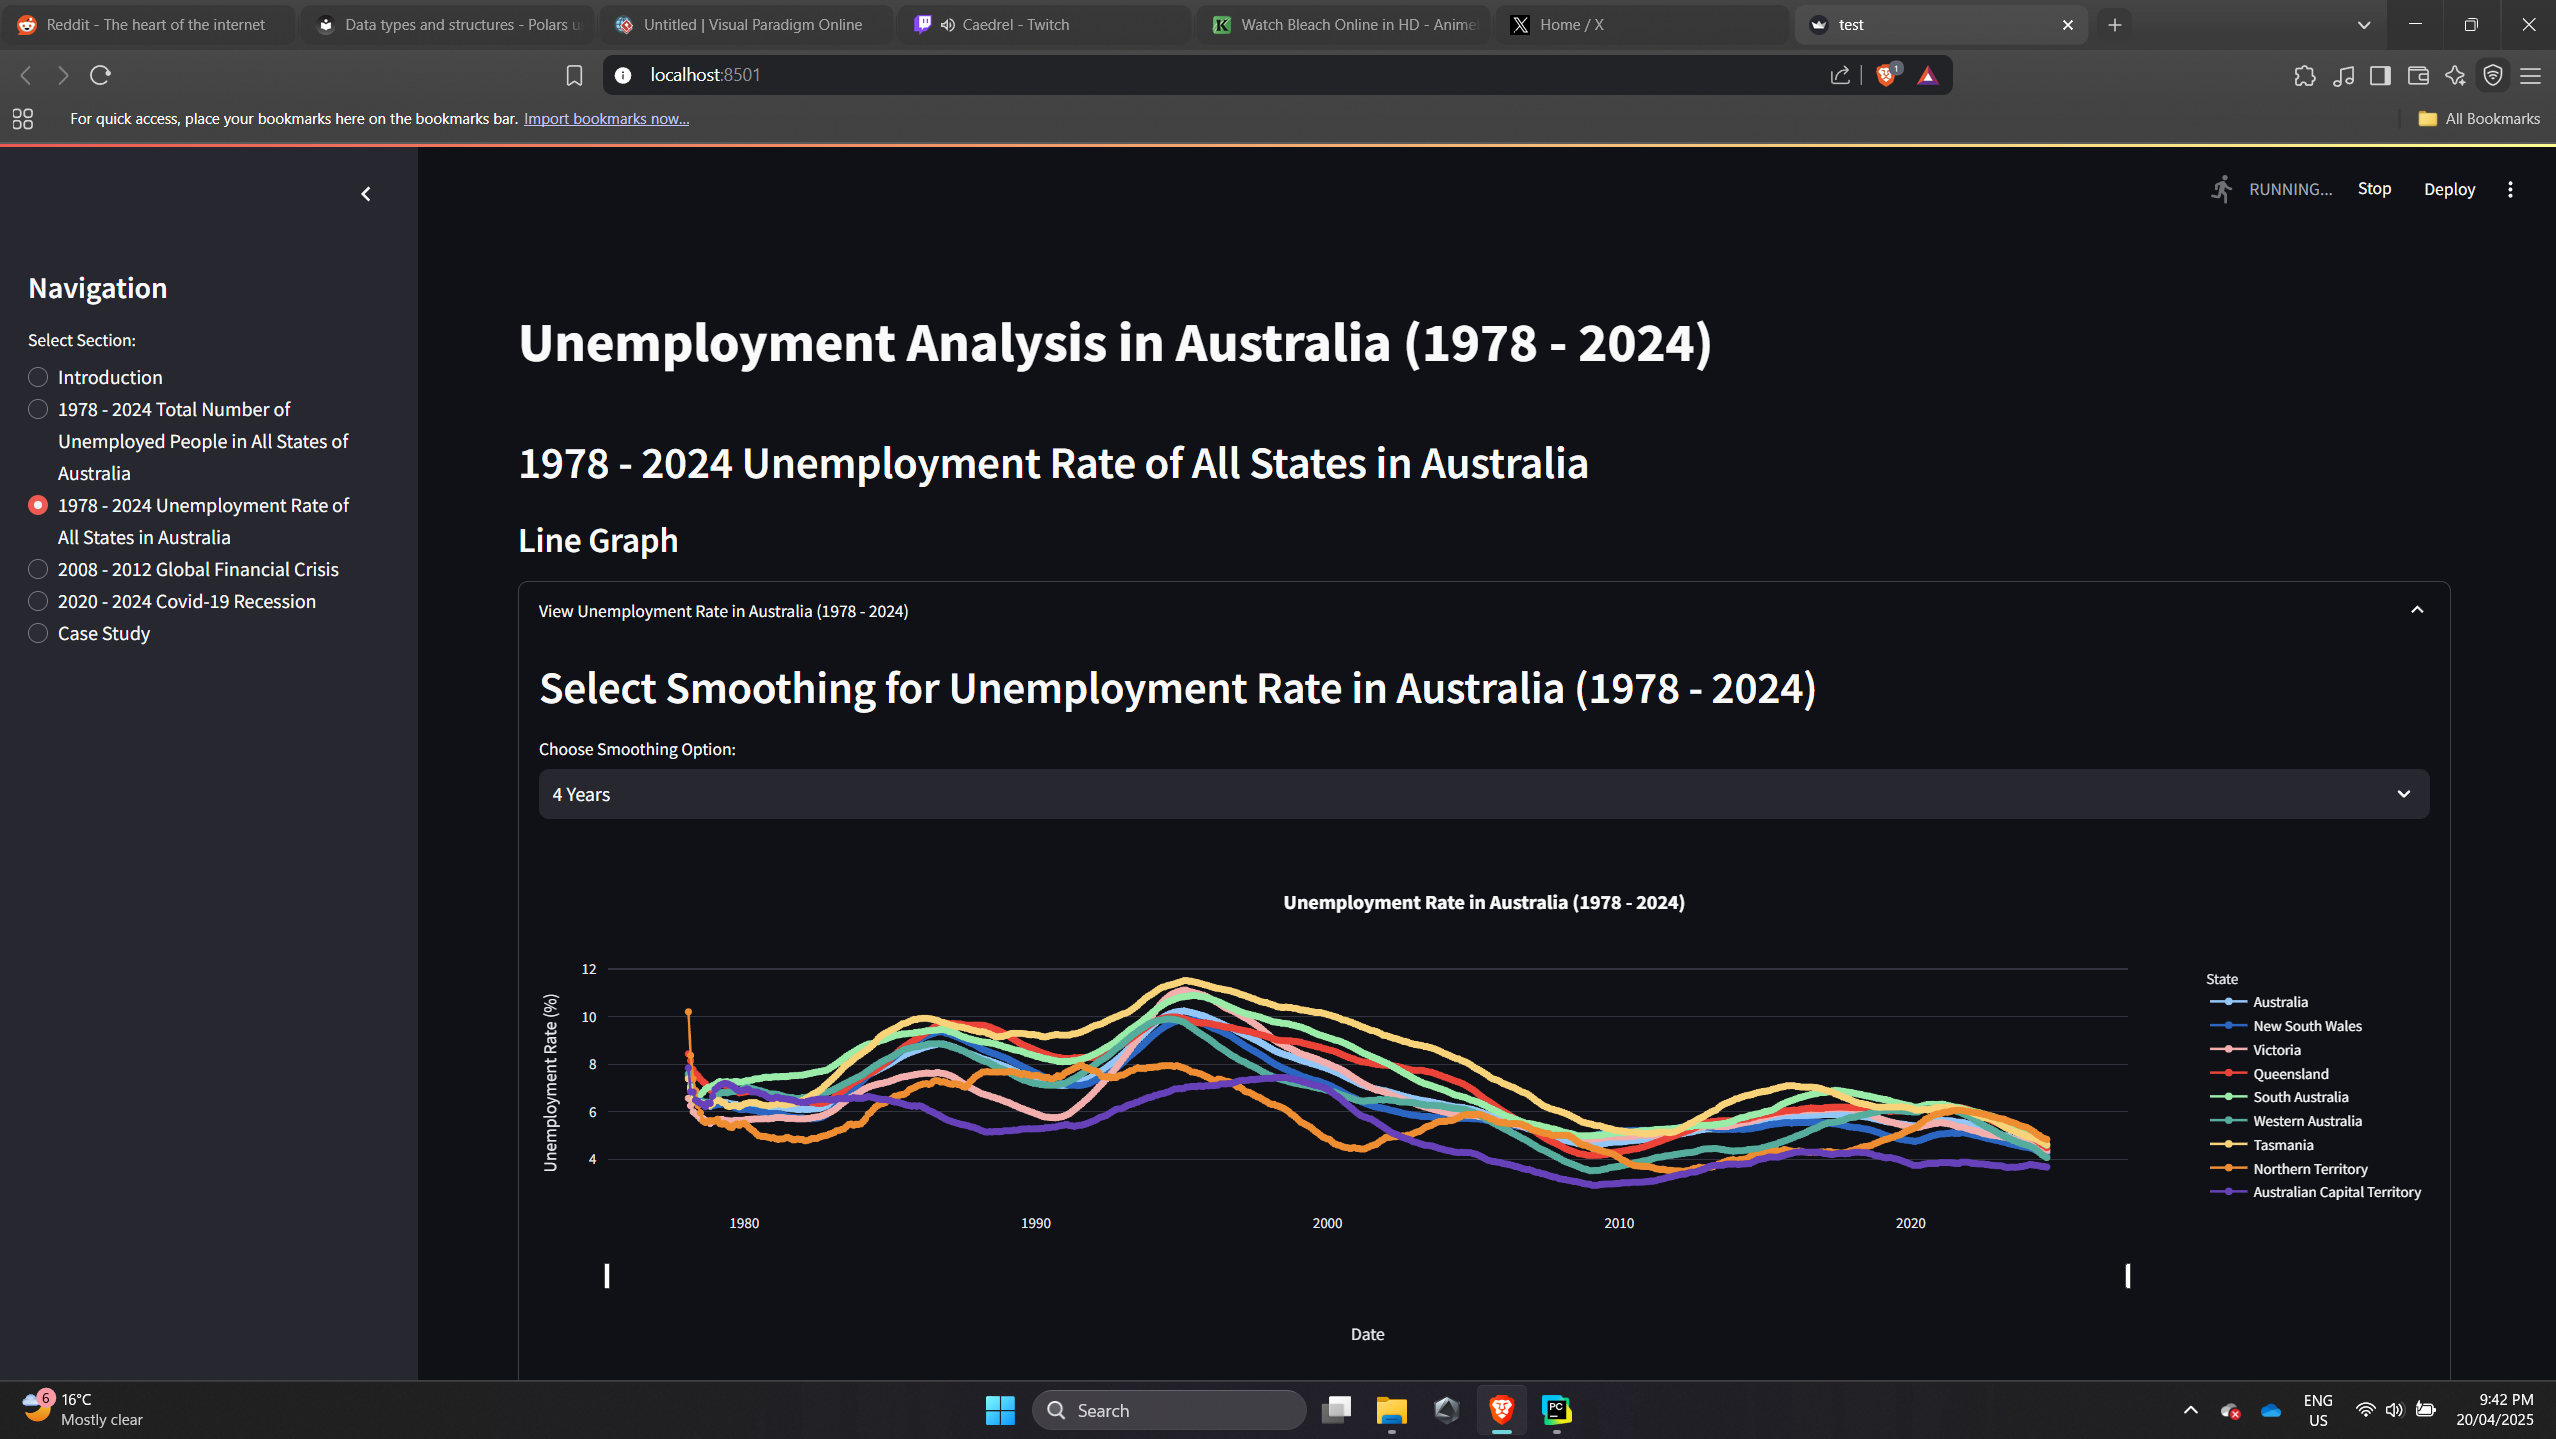 Reddit - The heart of the internet
Data types and structures - Polars u
Untitled | Visual Paradigm Online
Caedrel - Twitch
Watch Bleach Online in HD - Anime
Home / X
test
localhost:8501
1
For quick access, place your bookmarks here on the bookmarks bar. Import bookmarks now...
All Bookmarks
RUNNING...
Stop
Deploy
Navigation
Select Section:
Introduction
1978 - 2024 Total Number of
Unemployed People in All States of
Australia
1978 - 2024 Unemployment Rate of
All States in Australia
2008 - 2012 Global Financial Crisis
2020 - 2024 Covid-19 Recession
Case Study
Unemployment Analysis in Australia (1978 - 2024)
1978 - 2024 Unemployment Rate of All States in Australia
Line Graph
View Unemployment Rate in Australia (1978 - 2024)
Select Smoothing for Unemployment Rate in Australia (1978 - 2024)
Choose Smoothing Option:
4 Years
Unemployment Rate in Australia (1978 - 2024)
Unemployment Rate (%)
12
10
8
6
4
1980
1990
2000
2010
2020
Date
State
Australia
New South Wales
Victoria
Queensland
South Australia
Western Australia
Tasmania
Northern Territory
Australian Capital Territory
6
16°C
Mostly clear
Search
PC
ENG
US
9:42 PM
20/04/2025